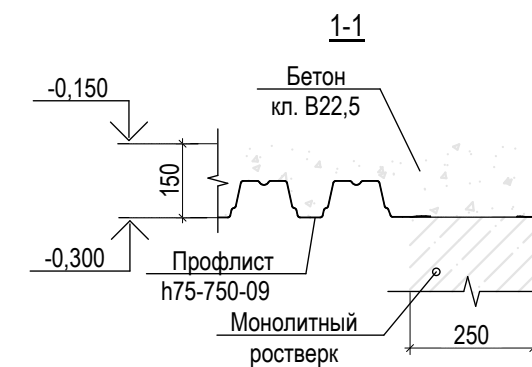 1-1
Бетон
кл. В22,5
-0,150
150
-0,300
Профлист
h75-750-09
Монолитный
ростверк
250